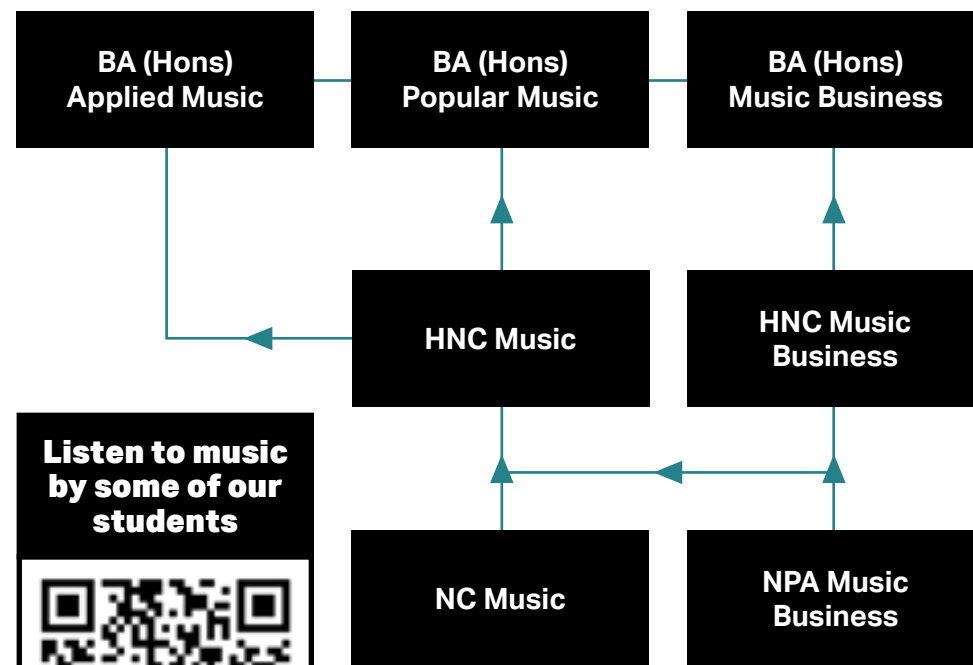 BA (Hons)
Applied Music
BA (Hons)
Popular Music
BA (Hons)
Music Business
HNC Music
HNC Music
Business
Listen to music
by some of our
students
NC Music
NPA Music
Business